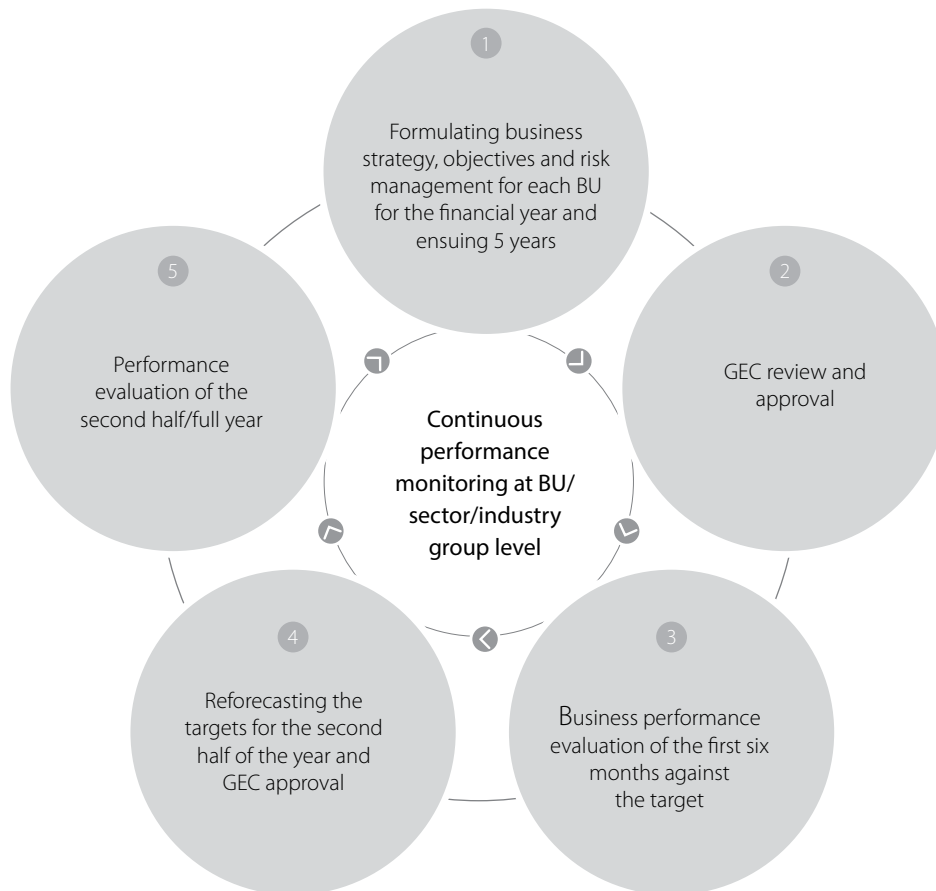 1
Formulating business
strategy, objectives and risk
management for each BU
for the financial year and
ensuing 5 years
2
GEC review and
approval
3
Business performance
evaluation of the first six
months against
the target
4
Reforecasting the
targets for the second
half of the year and
GEC approval
5
Performance
evaluation of the
second half/full year
Continuous
performance
monitoring at BU/
sector/industry
group level